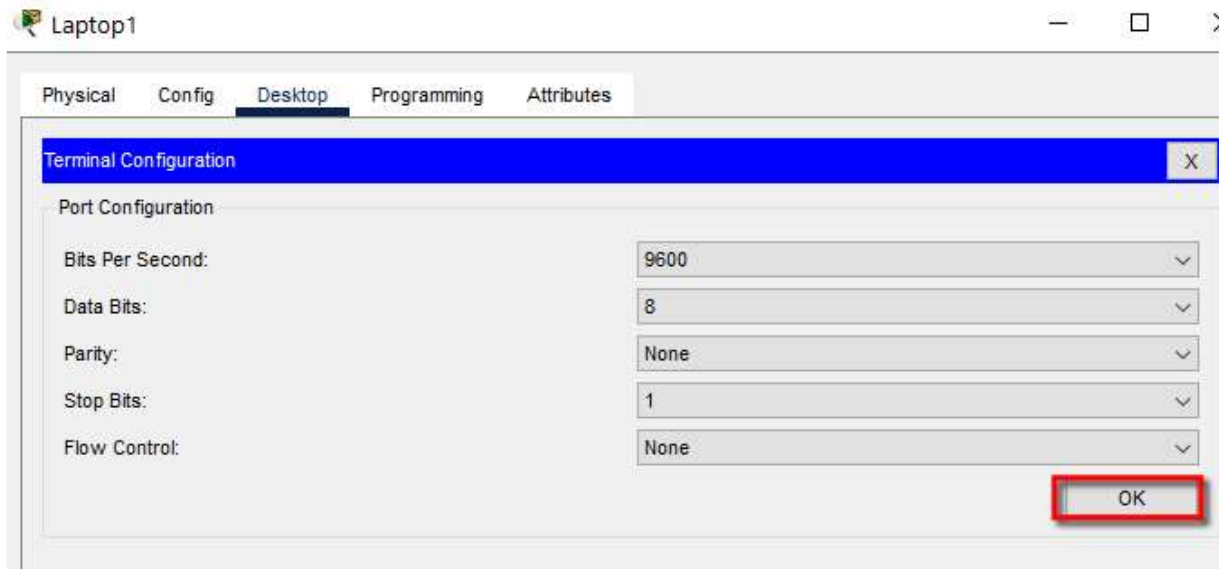 Laptop1
Physical Config Desktop Programming Attributes
Terminal Configuration X
Port Configuration
Bits Per Second: 9600
Data Bits: 8
Parity: None
Stop Bits: 1
Flow Control: None
OK